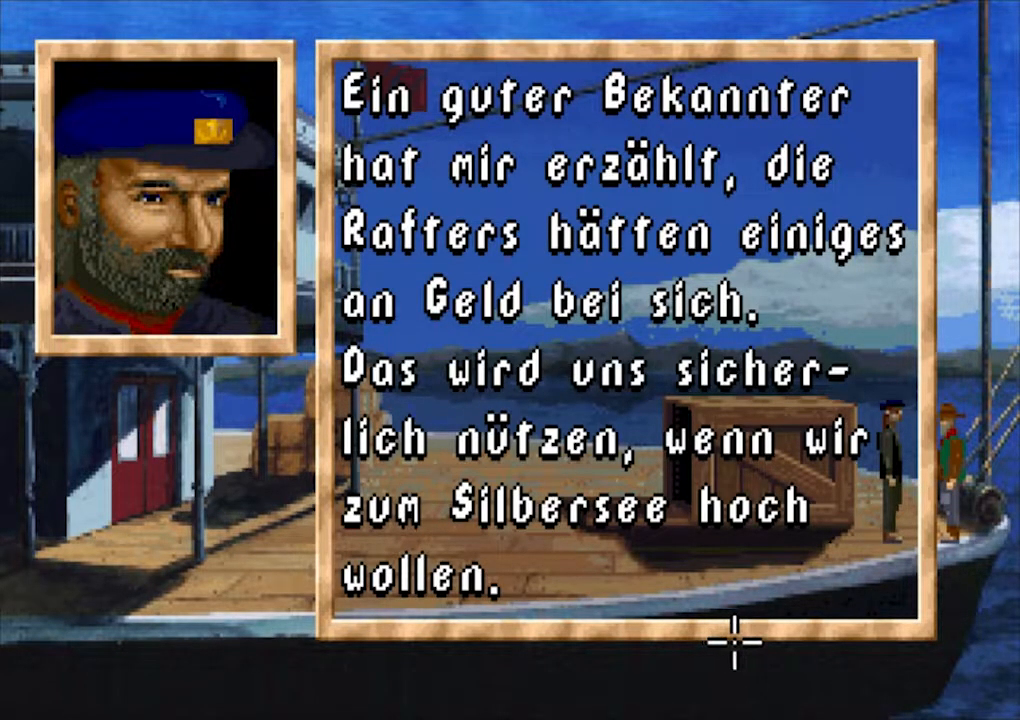 Ein guter Bekannter
hat mir erzählt, die
Rafters hätten einiges
an Geld bei sich.
Das wird uns sicher-
lich nützen, wenn wir
zum Silbersee hoch
wollen.